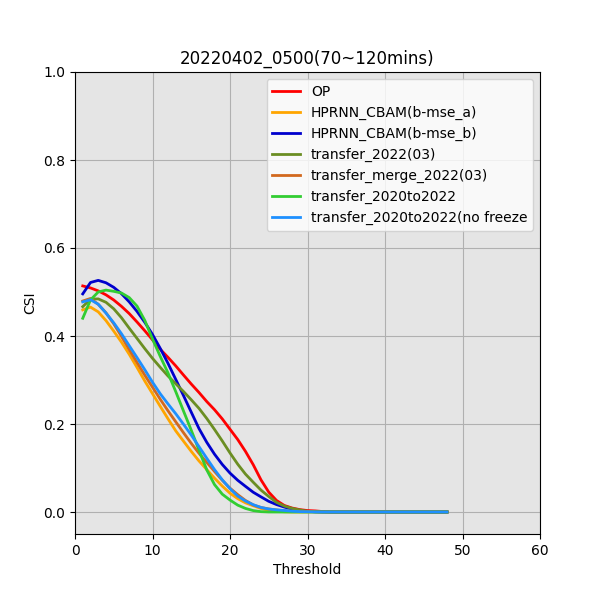 20220402_0500(70~120mins)
1.0
0.8
0.6
0.4
0.2
0.0
CSI
OP
HPRNN_CBAM(b-mse_a)
HPRNN_CBAM(b-mse_b)
transfer_2022(03)
transfer_merge_2022(03)
transfer_2020to2022
transfer_2020to2022(no freeze
0 10 20 30 40 50 60
Threshold